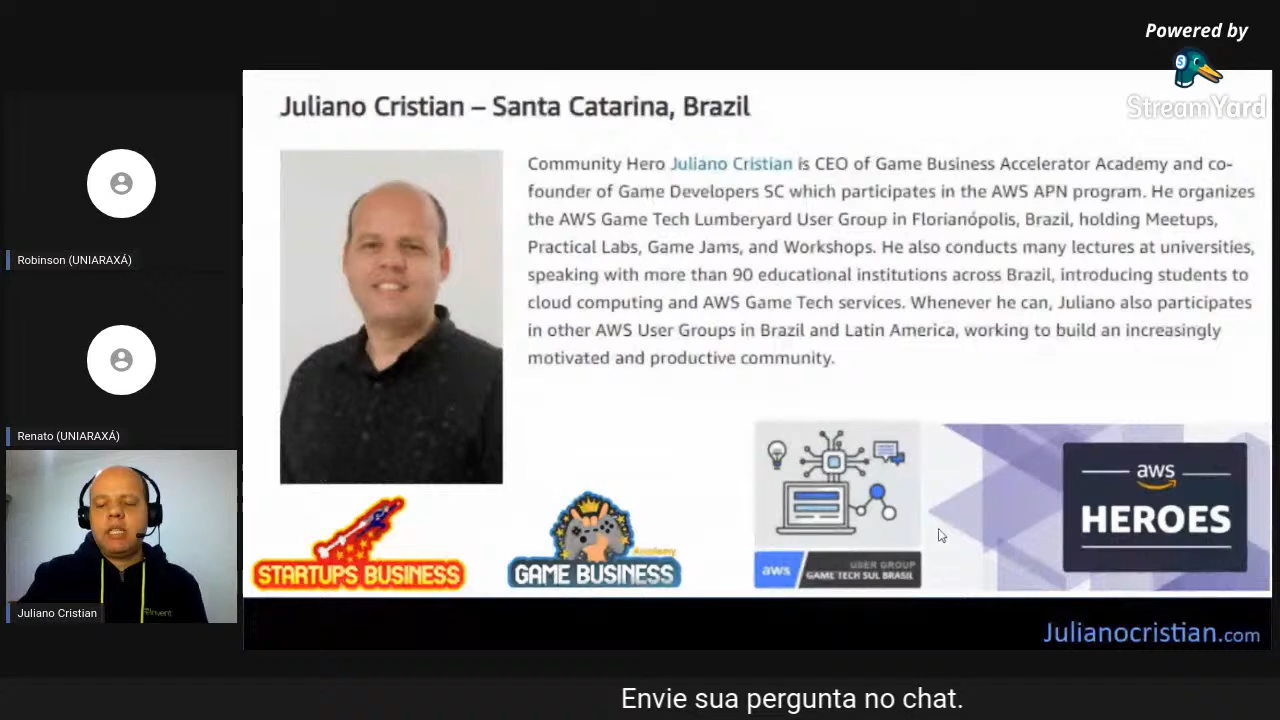 Powered by
StreamYard
Juliano Cristian – Santa Catarina, Brazil
Community Hero Juliano Cristian is CEO of Game Business Accelerator Academy and co-
founder of Game Developers SC which participates in the AWS APN program. He organizes
the AWS Game Tech Lumberyard User Group in Florianópolis, Brazil, holding Meetups,
Practical Labs, Game Jams, and Workshops. He also conducts many lectures at universities,
speaking with more than 90 educational institutions across Brazil, introducing students to
cloud computing and AWS Game Tech services. Whenever he can, Juliano also participates
in other AWS User Groups in Brazil and Latin America, working to build an increasingly
motivated and productive community.
Robinson (UNIARAXÁ)
Renato (UNIARAXÁ)
Juliano Cristian
STARTUPS BUSINESS
Academy
GAME BUSINESS
aws
USER GROUP
GAME TECH SUL BRASIL
aws
HEROES
Julianocristian.com
Envie sua pergunta no chat.